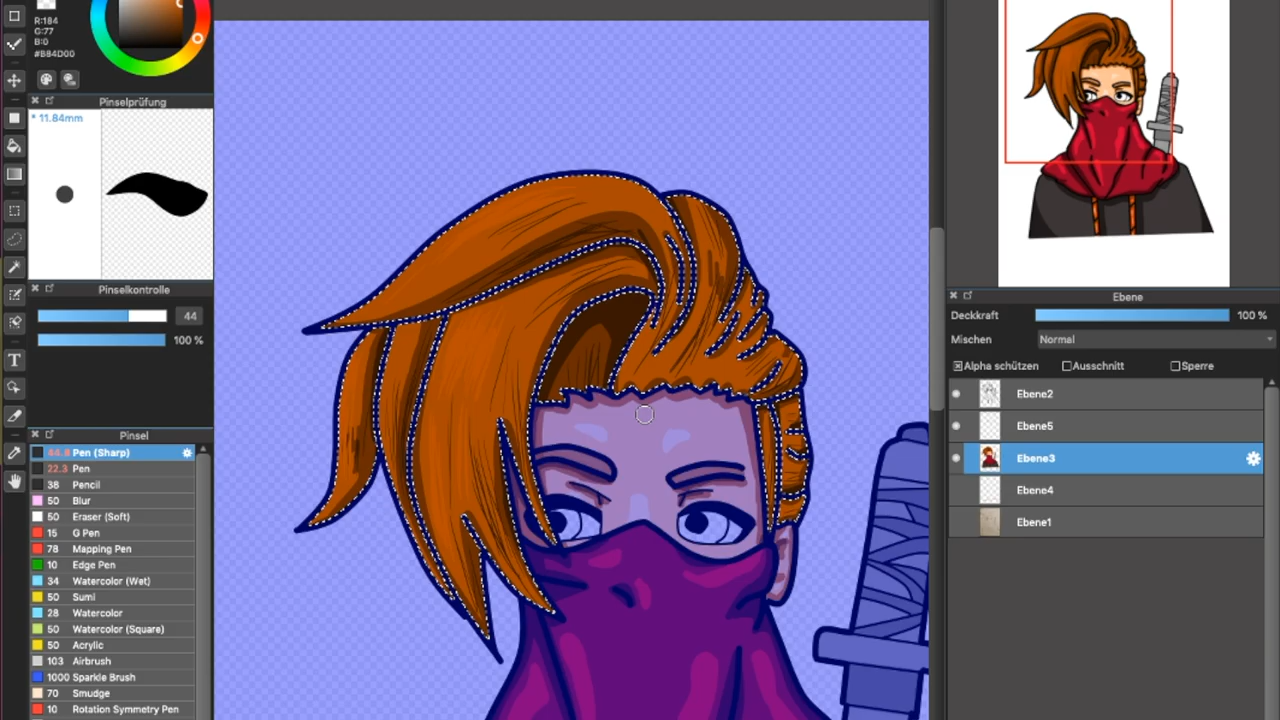 R:184
G:77
B:0
#B84D00
Pinselprüfung
* 11.84mm
Pinselkontrolle
44
100 %
T
Pinsel
44.8 Pen (Sharp)
22.3 Pen
38 Pencil
50 Blur
50 Eraser (Soft)
15 G Pen
78 Mapping Pen
10 Edge Pen
34 Watercolor (Wet)
50 Sumi
28 Watercolor
50 Watercolor (Square)
50 Acrylic
103 Airbrush
1000 Sparkle Brush
70 Smudge
10 Rotation Symmetry Pen
Ebene
Deckkraft 100 %
Mischen Normal
Alpha schützen Ausschnitt Sperre
Ebene2
Ebene5
Ebene3
Ebene4
Ebene1